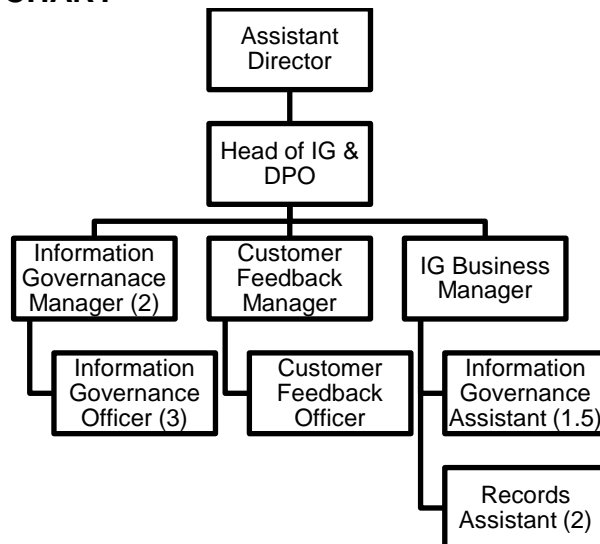 CHART
Assistant
Director
Head of IG &
DPO
Information
Governanace
Manager (2)
Customer
Feedback
Manager
IG Business
Manager
Information
Governance
Officer (3)
Customer
Feedback
Officer
Information
Governance
Assistant (1.5)
Records
Assistant (2)